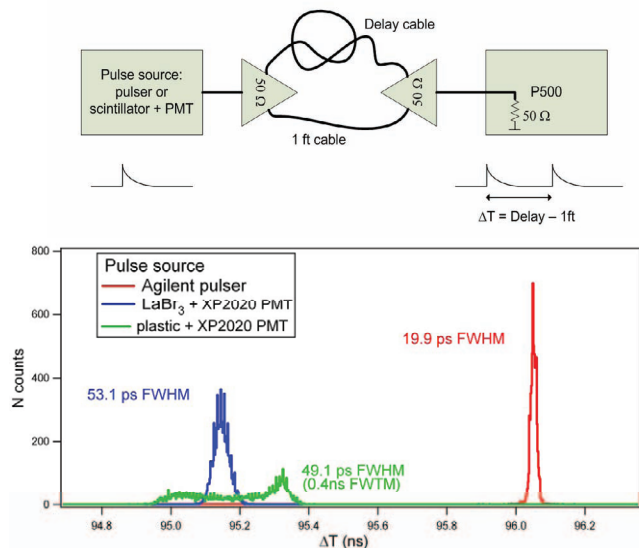 Delay cable
Pulse source:
pulser or
scintillator + PMT
50 Ω
50 Ω
P500
50 Ω
1 ft cable
ΔT = Delay – 1ft
800
600
400
200
0
N counts
Pulse source
Agilent pulser
LaBr3 + XP2020 PMT
plastic + XP2020 PMT
19.9 ps FWHM
53.1 ps FWHM
49.1 ps FWHM
(0.4ns FWTM)
94.8 95.0 95.2 95.4 95.6 95.8 96.0 96.2
ΔT (ns)